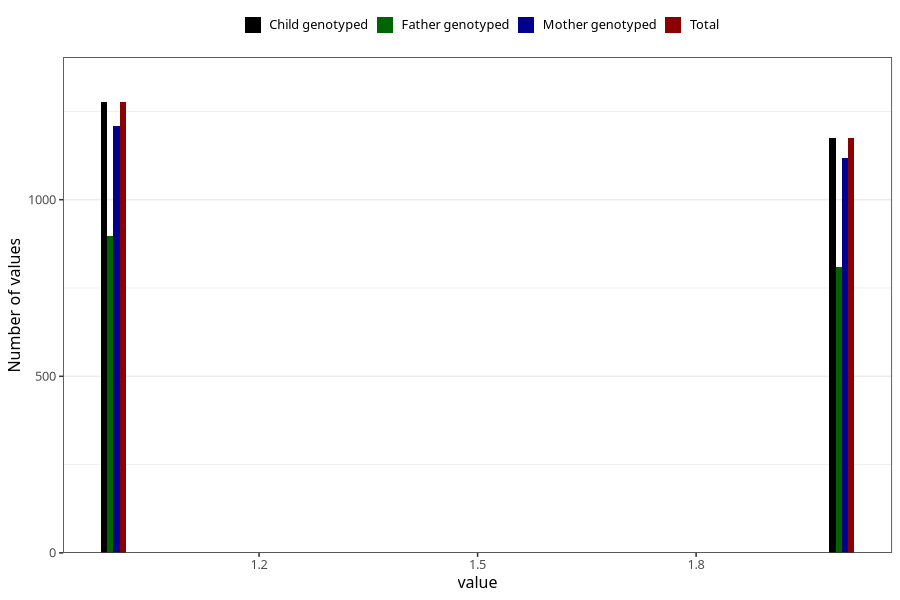 Child genotyped Father genotyped Mother genotyped Total
Number of values
1000
500
0
1.2 1.5 1.8
value